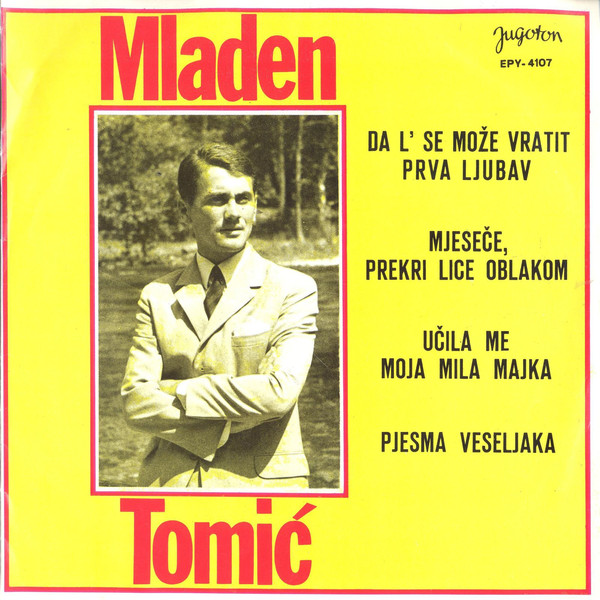 Mladen
Jugoton
EPY-4107
DA L' SE MOŽE VRATIT
PRVA LJUBAV
MJESEČE,
PREKRI LICE OBLAKOM
UČILA ME
MOJA MILA MAJKA
PJESMA VESELJAKA
Tomić